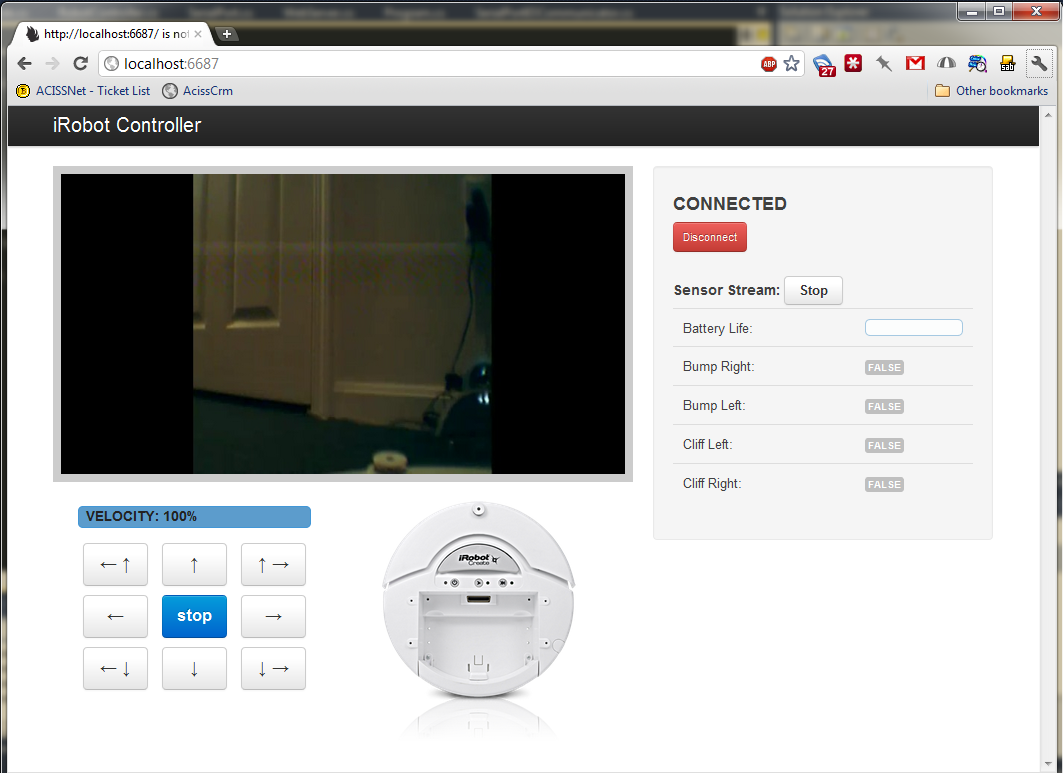 http://localhost:6687/ is not
localhost:6687
ABP
27
ACISSNet - Ticket List
AcissCrm
Other bookmarks
iRobot Controller
CONNECTED
Disconnect
Sensor Stream: Stop
Battery Life:
Bump Right: FALSE
Bump Left: FALSE
Cliff Left: FALSE
Cliff Right: FALSE
VELOCITY: 100%
←↑ ↑ ↑→
← stop →
←↓ ↓ ↓→
iRobot
Create